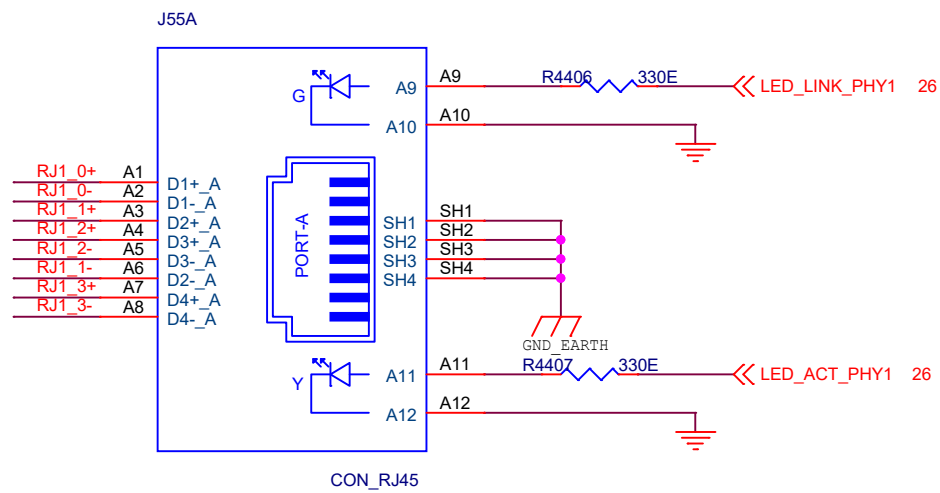 J55A
G
A9 A9 R4406 330E LED_LINK_PHY1 26
A10 A10
RJ1_0+ A1 D1+_A
RJ1_0- A2 D1-_A
RJ1_1+ A3 D2+_A
RJ1_2+ A4 D3+_A
RJ1_2- A5 D3-_A
RJ1_1- A6 D2-_A
RJ1_3+ A7 D4+_A
RJ1_3- A8 D4-_A
PORT-A
SH1 SH1
SH2 SH2
SH3 SH3
SH4 SH4
GND_EARTH
Y
A11 A11 R4407 330E LED_ACT_PHY1 26
A12 A12
CON_RJ45